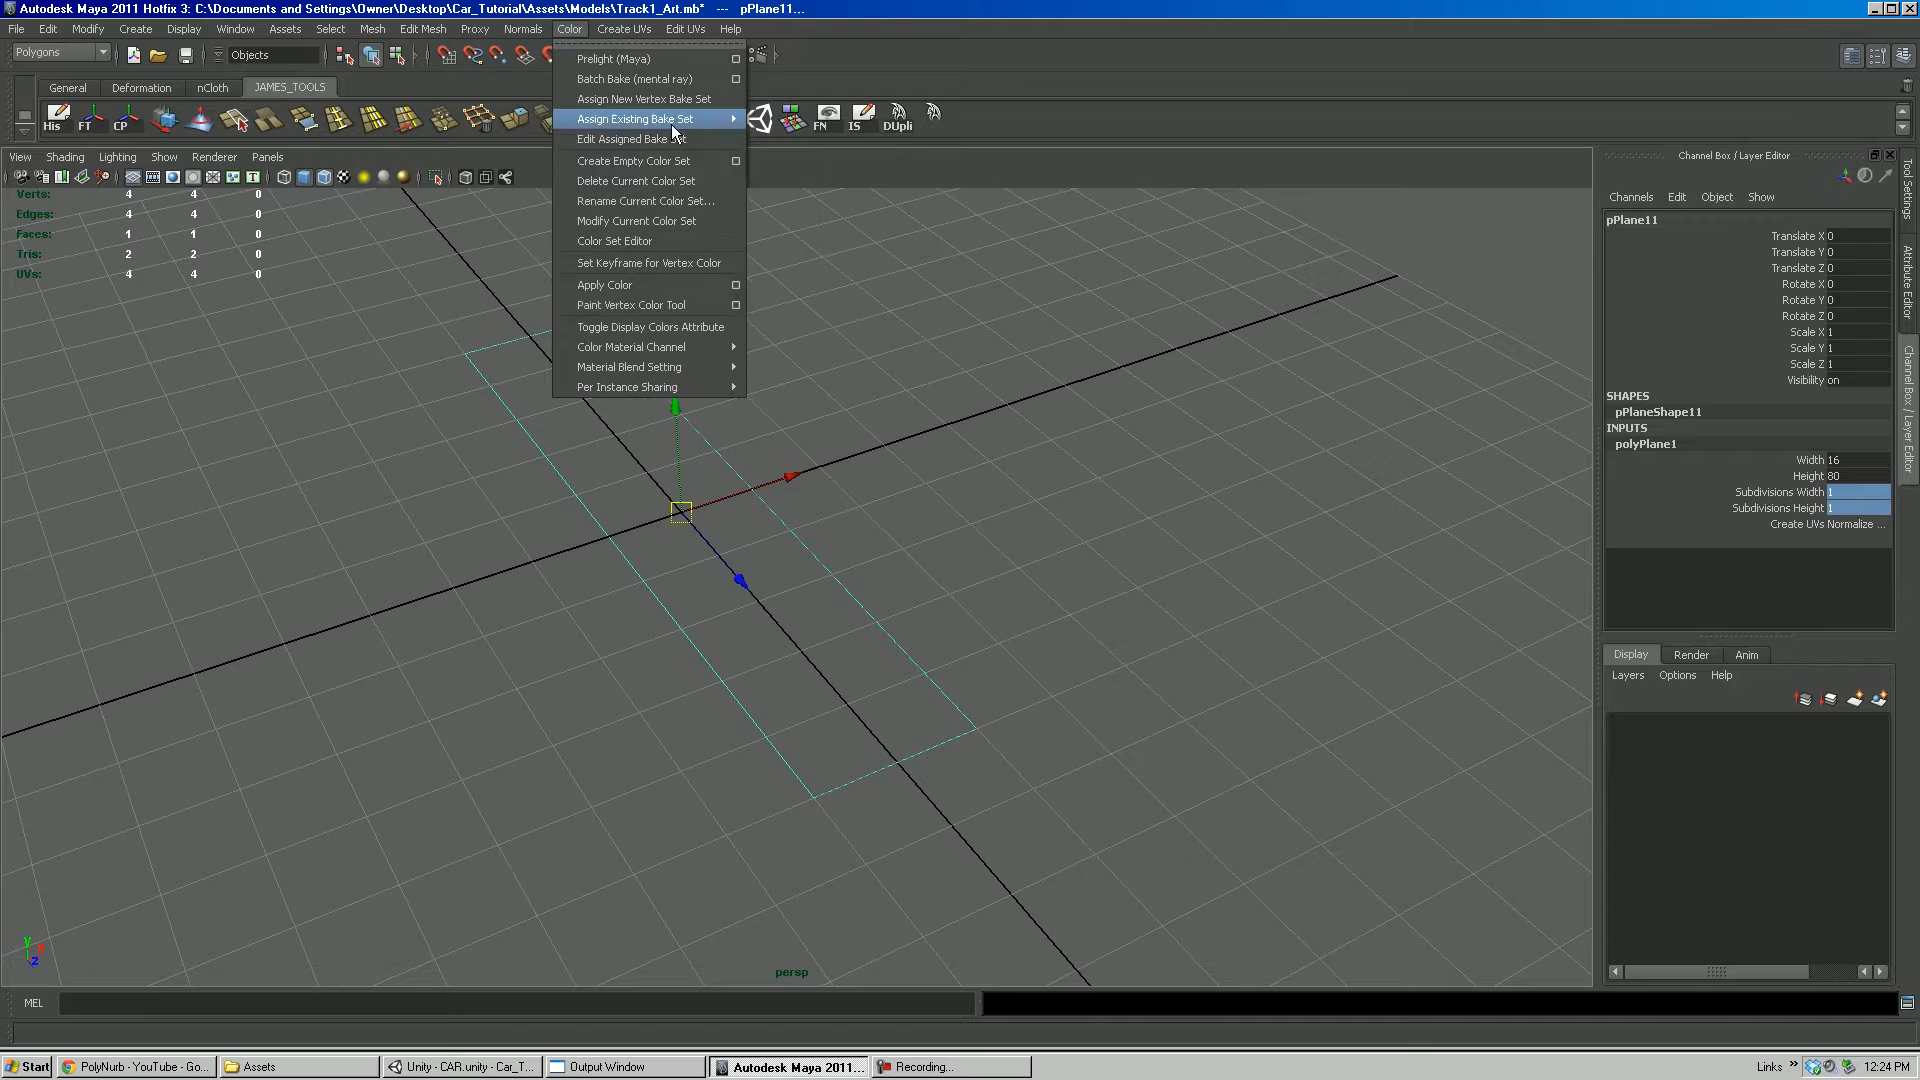 Autodesk Maya 2011 Hotfix 3: C:\Documents and Settings\Owner\Desktop\Car_Tutorial\Assets\Models\Track1_Art.mb* --- pPlane11...
File Edit Modify Create Display Window Assets Select Mesh Edit Mesh Proxy Normals Color Create UVs Edit UVs Help
Polygons Objects
General Deformation nCloth JAMES_TOOLS
His FT CP FN IS DUpli
View Shading Lighting Show Renderer Panels
Verts: 4 4 0
Edges: 4 4 0
Faces: 1 1 0
Tris: 2 2 0
UVs: 4 4 0
Prelight (Maya)
Batch Bake (mental ray)
Assign New Vertex Bake Set
Assign Existing Bake Set
Edit Assigned Bake Set
Create Empty Color Set
Delete Current Color Set
Rename Current Color Set...
Modify Current Color Set
Color Set Editor
Set Keyframe for Vertex Color
Apply Color
Paint Vertex Color Tool
Toggle Display Colors Attribute
Color Material Channel
Material Blend Setting
Per Instance Sharing
y x z
persp
Channel Box / Layer Editor
Channels Edit Object Show
pPlane11
Translate X 0
Translate Y 0
Translate Z 0
Rotate X 0
Rotate Y 0
Rotate Z 0
Scale X 1
Scale Y 1
Scale Z 1
Visibility on
SHAPES
pPlaneShape11
INPUTS
polyPlane1
Width 16
Height 80
Subdivisions Width 1
Subdivisions Height 1
Create UVs Normalize ...
Display Render Anim
Layers Options Help
Tool Settings
Attribute Editor
Channel Box / Layer Editor
MEL
Start PolyNurb - YouTube - Go... Assets Unity - CAR.unity - Car_T... Output Window Autodesk Maya 2011... Recording... Links » 12:24 PM